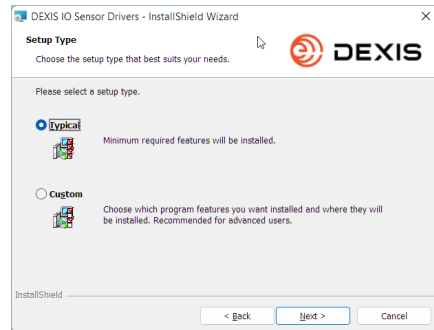 DEXIS IO Sensor Drivers - InstallShield Wizard
Setup Type
Choose the setup type that best suits your needs.
DEXIS
Please select a setup type.
Typical
Minimum required features will be installed.
Custom
Choose which program features you want installed and where they will
be installed. Recommended for advanced users.
InstallShield
< Back
Next >
Cancel